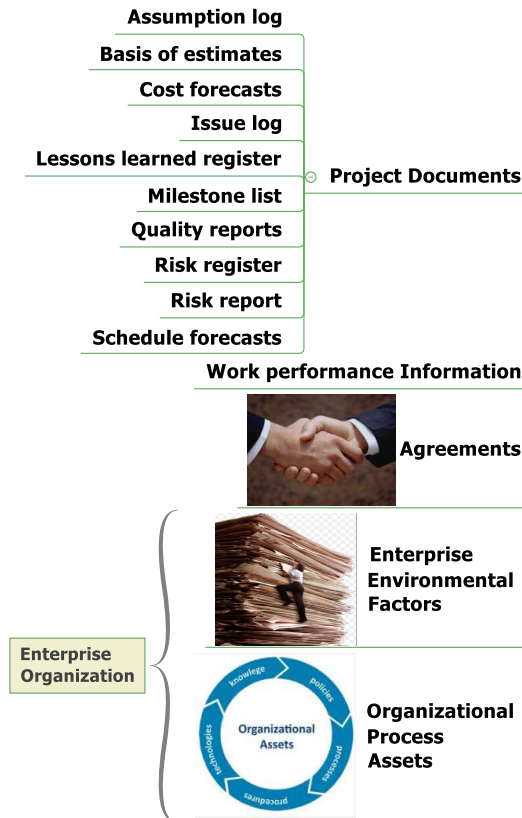 Assumption log
Basis of estimates
Cost forecasts
Issue log
Lessons learned register
Project Documents
Milestone list
Quality reports
Risk register
Risk report
Schedule forecasts
Work performance Information
Agreements
Enterprise
Environmental
Factors
Enterprise
Organization
knowlege
policies
processes
procedures
technologies
Organizational
Assets
Organizational
Process
Assets